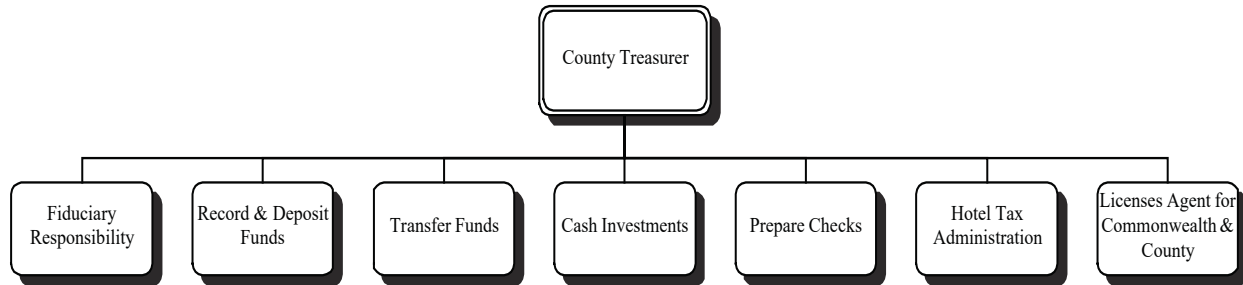 County Treasurer
Fiduciary
Responsibility
Record & Deposit
Funds
Transfer Funds
Cash Investments
Prepare Checks
Hotel Tax
Administration
Licenses Agent for
Commonwealth &
County